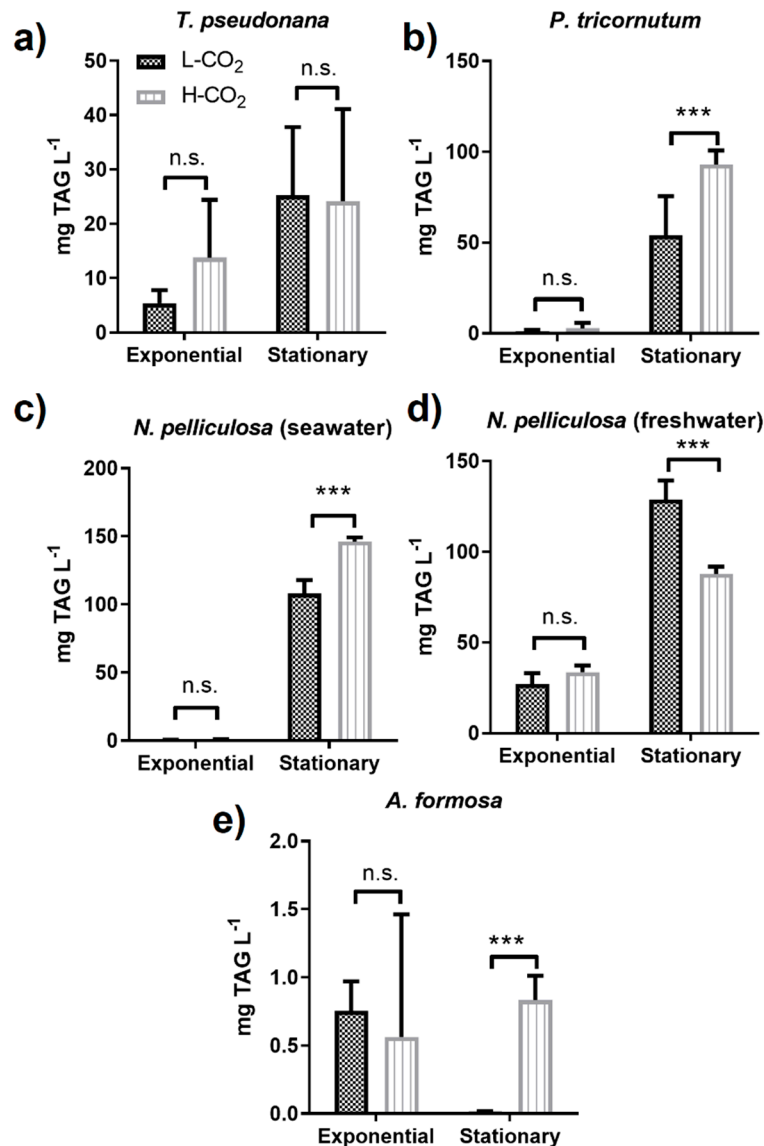 T. pseudonana
P. tricornutum
a)
b)
L-CO₂
H-CO₂
n.s.
n.s.
mg TAG L⁻¹
50
40
30
20
10
0
Exponential Stationary
n.s.
***
mg TAG L⁻¹
150
100
50
0
Exponential Stationary
c)
d)
N. pelliculosa (seawater)
N. pelliculosa (freshwater)
n.s.
***
mg TAG L⁻¹
200
150
100
50
0
Exponential Stationary
n.s.
***
mg TAG L⁻¹
150
100
50
0
Exponential Stationary
A. formosa
e)
n.s.
***
mg TAG L⁻¹
2.0
1.5
1.0
0.5
0.0
Exponential Stationary